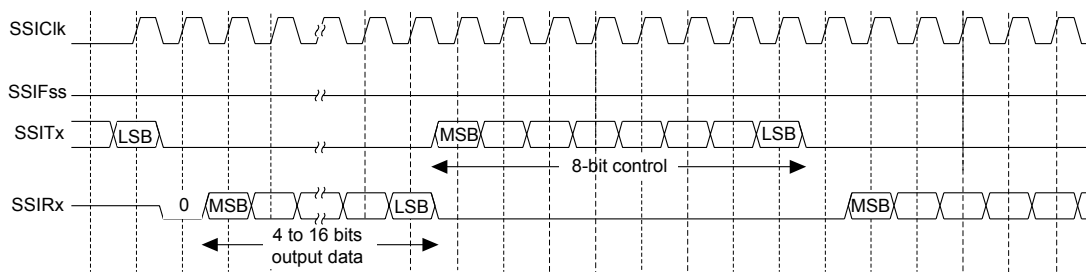 SSIClk
SSIFss
SSITx
LSB
MSB
LSB
8-bit control
SSIRx
0
MSB
LSB
MSB
4 to 16 bits
output data